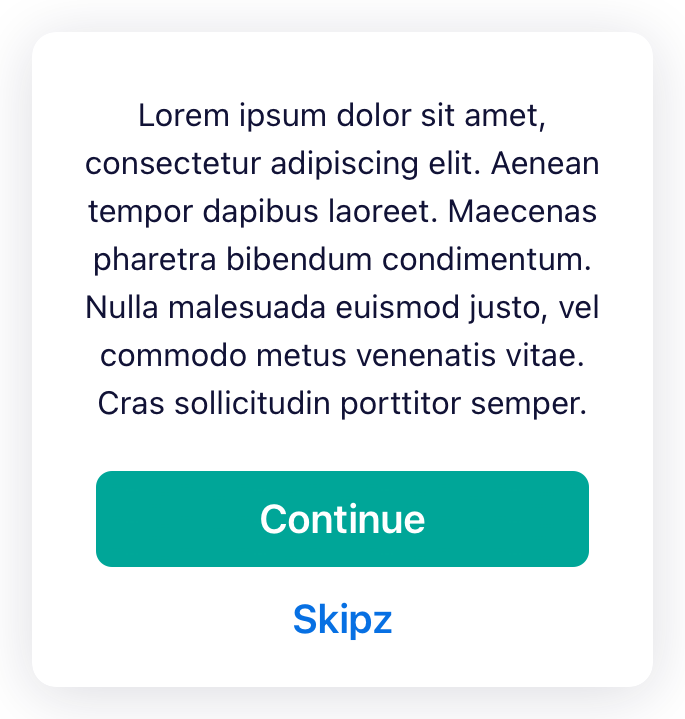 Lorem ipsum dolor sit amet,
consectetur adipiscing elit. Aenean
tempor dapibus laoreet. Maecenas
pharetra bibendum condimentum.
Nulla malesuada euismod justo, vel
commodo metus venenatis vitae.
Cras sollicitudin porttitor semper.
Continue
Skipz